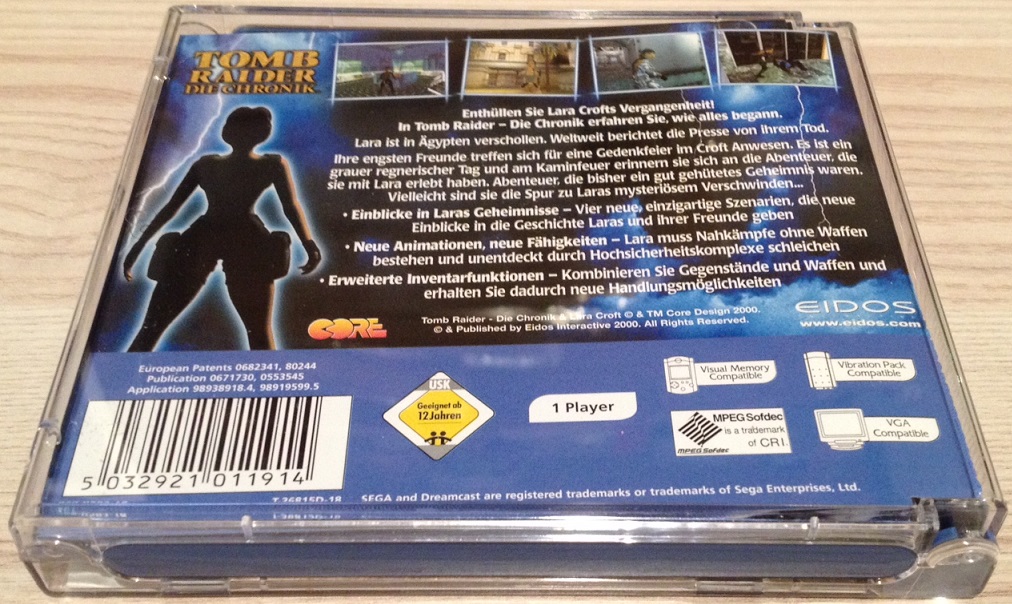 TOMB
RAIDER
DIE CHRONIK
Enthüllen Sie Lara Crofts Vergangenheit!
In Tomb Raider – Die Chronik erfahren Sie, wie alles begann.
Lara ist in Ägypten verschollen. Weltweit berichtet die Presse von ihrem Tod.
Ihre engsten Freunde treffen sich für eine Gedenkfeier im Croft Anwesen. Es ist ein
grauer regnerischer Tag und am Kaminfeuer erinnern sie sich an die Abenteuer, die
sie mit Lara erlebt haben. Abenteuer, die bisher ein gut gehütetes Geheimnis waren.
Vielleicht sind sie die Spur zu Laras mysteriösem Verschwinden...
• Einblicke in Laras Geheimnisse – Vier neue, einzigartige Szenarien, die neue
Einblicke in die Geschichte Laras und ihrer Freunde geben
• Neue Animationen, neue Fähigkeiten – Lara muss Nahkämpfe ohne Waffen
bestehen und unentdeckt durch Hochsicherheitskomplexe schleichen
• Erweiterte Inventarfunktionen – Kombinieren Sie Gegenstände und Waffen und
erhalten Sie dadurch neue Handlungsmöglichkeiten
CORE
Tomb Raider - Die Chronik & Lara Croft © & TM Core Design 2000.
© & Published by Eidos Interactive 2000. All Rights Reserved.
EIDOS
www.eidos.com
European Patents 0682341, 80244
Publication 0671730, 0553545
Application 98938918.4, 98919599.5
5 032921 011914
USK
Geeignet ab
12 Jahren
1 Player
Visual Memory
Compatible
Vibration Pack
Compatible
MPEG Sofdec
is a trademark
of CRI.
MPEG Sofdec
VGA
Compatible
T-36815D-18
SEGA and Dreamcast are registered trademarks or trademarks of Sega Enterprises, Ltd.